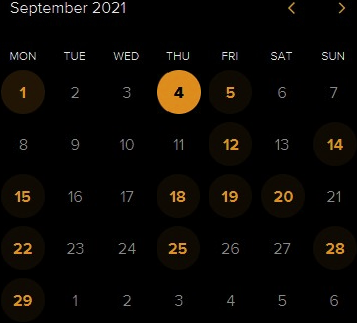 September 2021 < >
MON TUE WED THU FRI SAT SUN
1 2 3 4 5 6 7
8 9 10 11 12 13 14
15 16 17 18 19 20 21
22 23 24 25 26 27 28
29 1 2 3 4 5 6